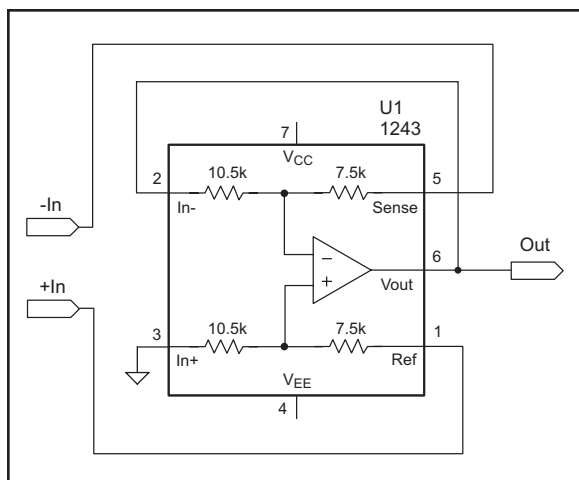 U1
1243
7
VCC
10.5k
7.5k
2
5
In-
Sense
-In
Out
6
Vout
+In
−
+
10.5k
7.5k
3
1
In+
Ref
VEE
4